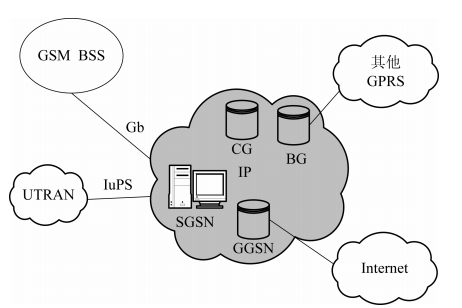 GSM BSS
其他
GPRS
Gb
CG
BG
IP
IuPS
UTRAN
SGSN
GGSN
Internet